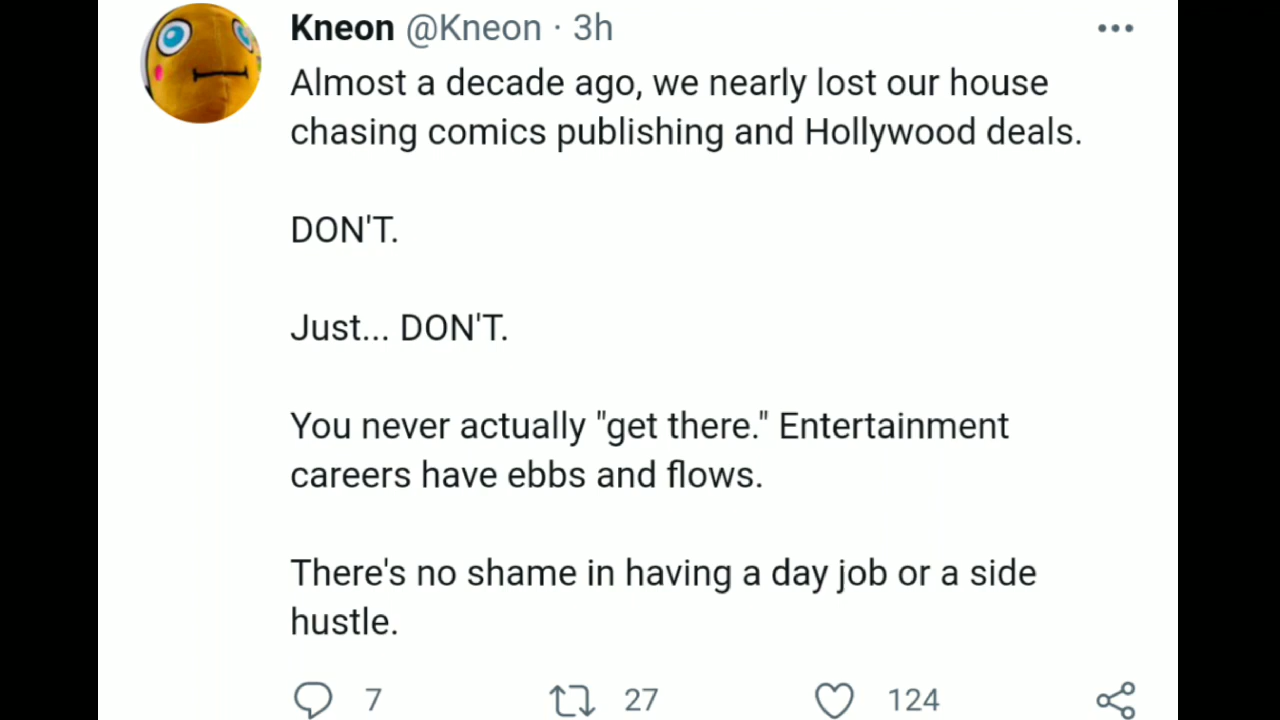 Kneon @Kneon · 3h
Almost a decade ago, we nearly lost our house
chasing comics publishing and Hollywood deals.
DON'T.
Just... DON'T.
You never actually "get there." Entertainment
careers have ebbs and flows.
There's no shame in having a day job or a side
hustle.
7 27 124